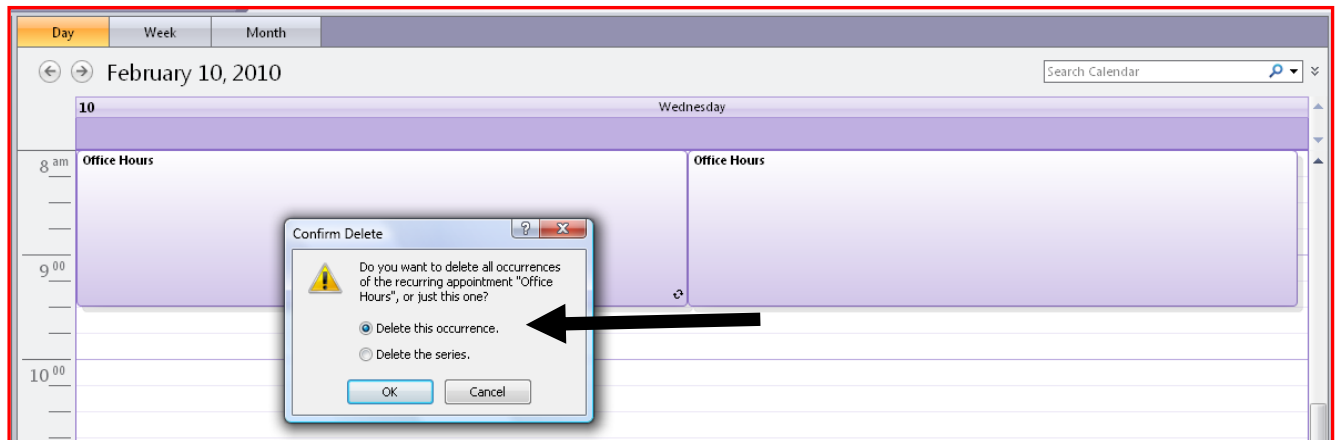 Day Week Month
February 10, 2010
Search Calendar
10 Wednesday
8 am
Office Hours
Office Hours
Confirm Delete
?
Do you want to delete all occurrences
of the recurring appointment "Office
Hours", or just this one?
Delete this occurrence.
Delete the series.
OK Cancel
9 00
10 00